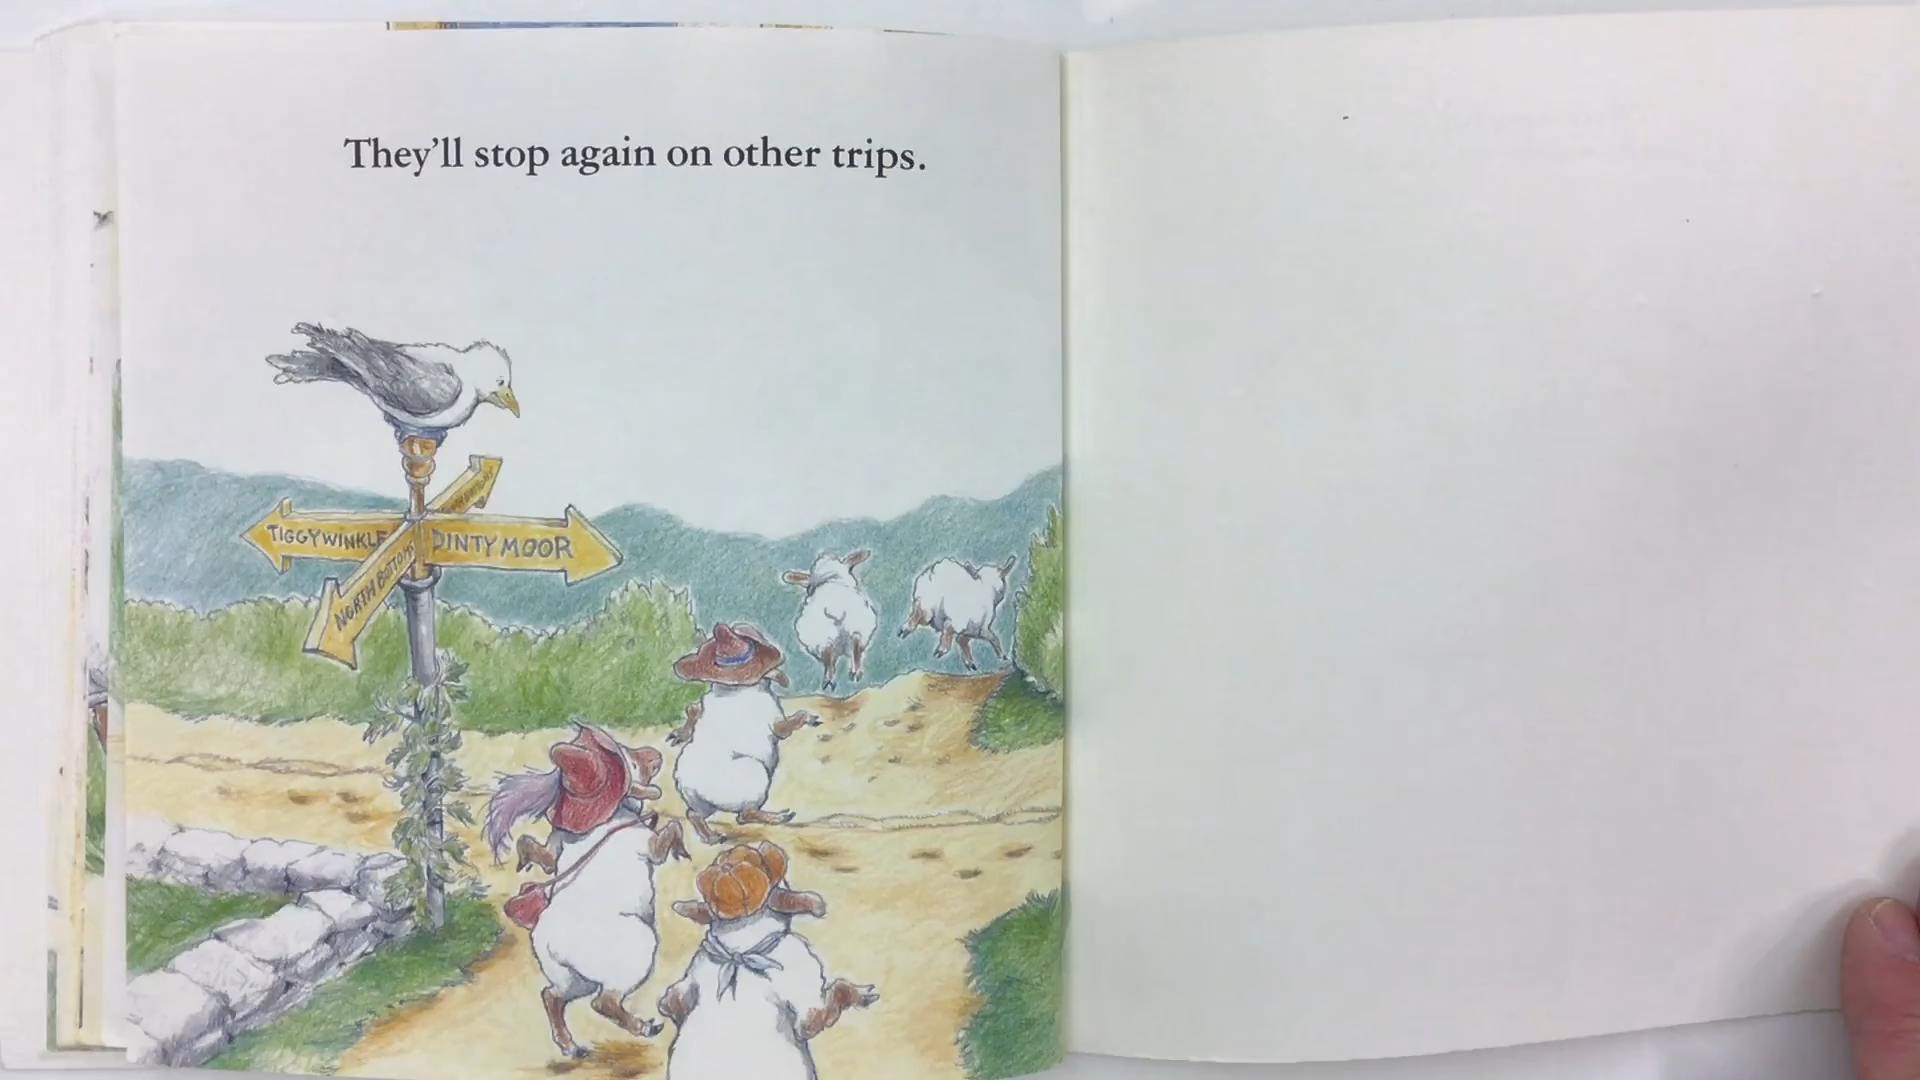 They'll stop again on other trips.
TIGGYWINKLE
DINTY MOOR
NORTH BOTTOM